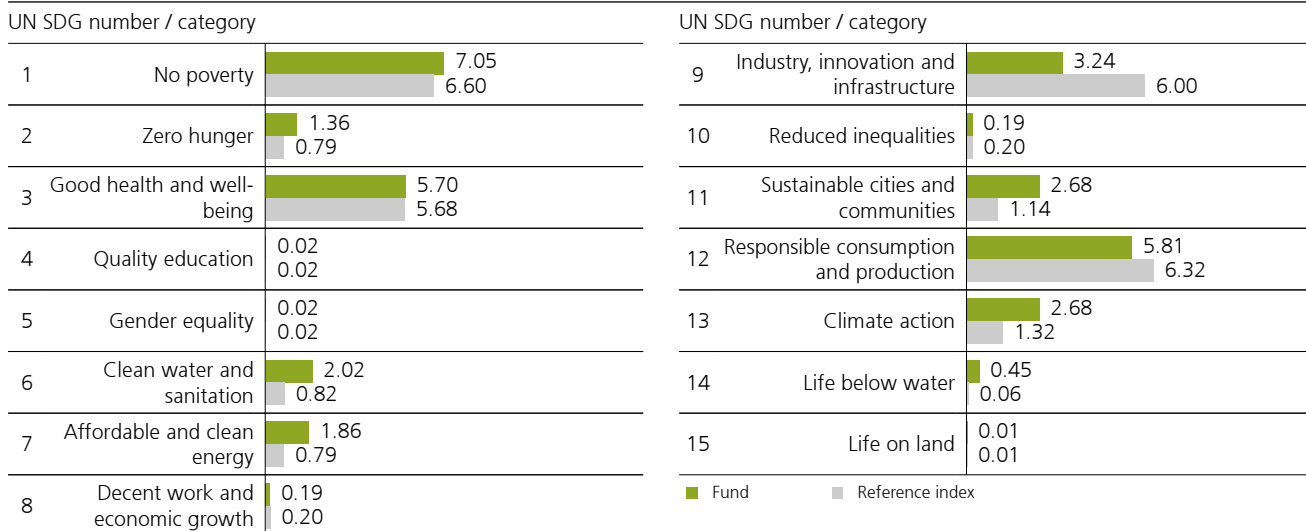 UN SDG number / category
1 No poverty 7.05
6.60
2 Zero hunger 1.36
0.79
3 Good health and well-
being 5.70
5.68
4 Quality education 0.02
0.02
5 Gender equality 0.02
0.02
6 Clean water and
sanitation 2.02
0.82
7 Affordable and clean
energy 1.86
0.79
8 Decent work and
economic growth 0.19
0.20
UN SDG number / category
9 Industry, innovation and
infrastructure 3.24
6.00
10 Reduced inequalities 0.19
0.20
11 Sustainable cities and
communities 2.68
1.14
12 Responsible consumption
and production 5.81
6.32
13 Climate action 2.68
1.32
14 Life below water 0.45
0.06
15 Life on land 0.01
0.01
Fund Reference index